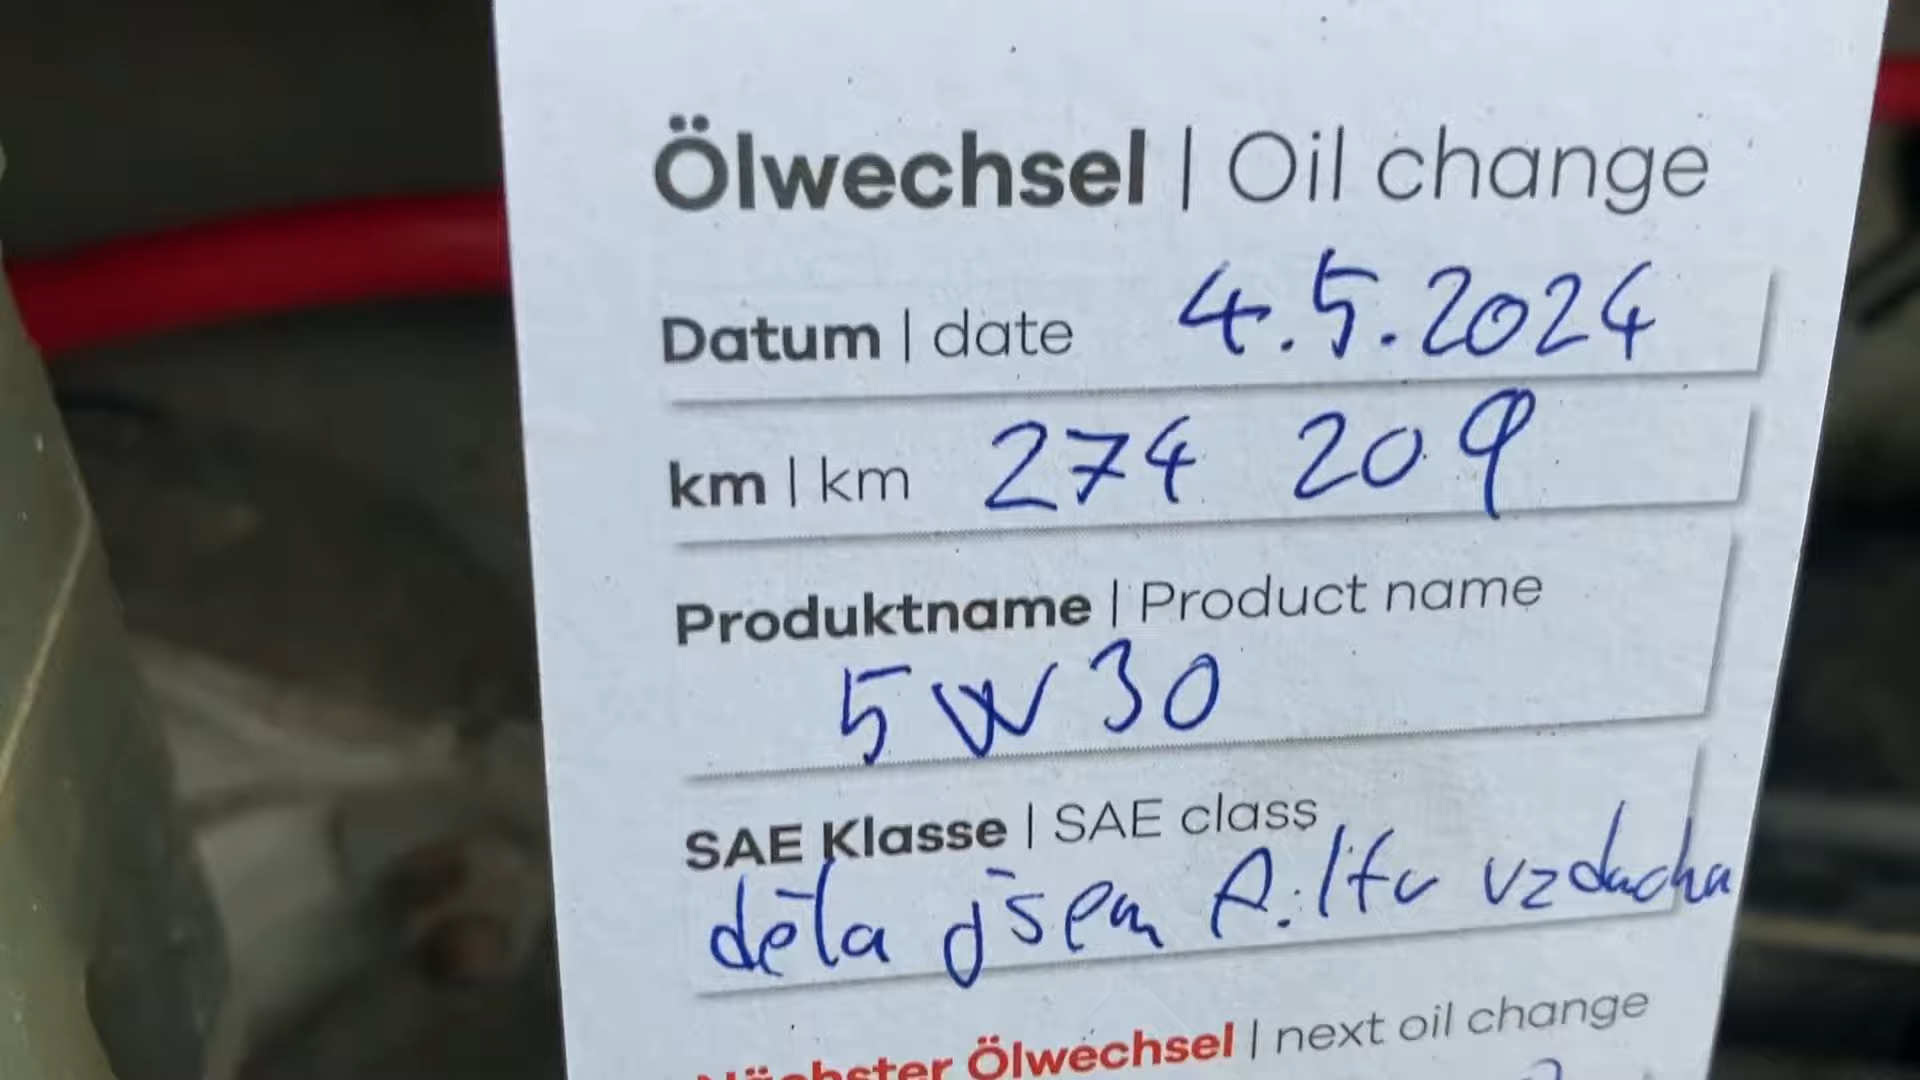 Ölwechsel | Oil change
Datum | date 4.5.2024
km | km 274 209
Produktname | Product name
5W30
SAE Klasse | SAE class
děla jsem filtr vzducha
Nächster Ölwechsel | next oil change